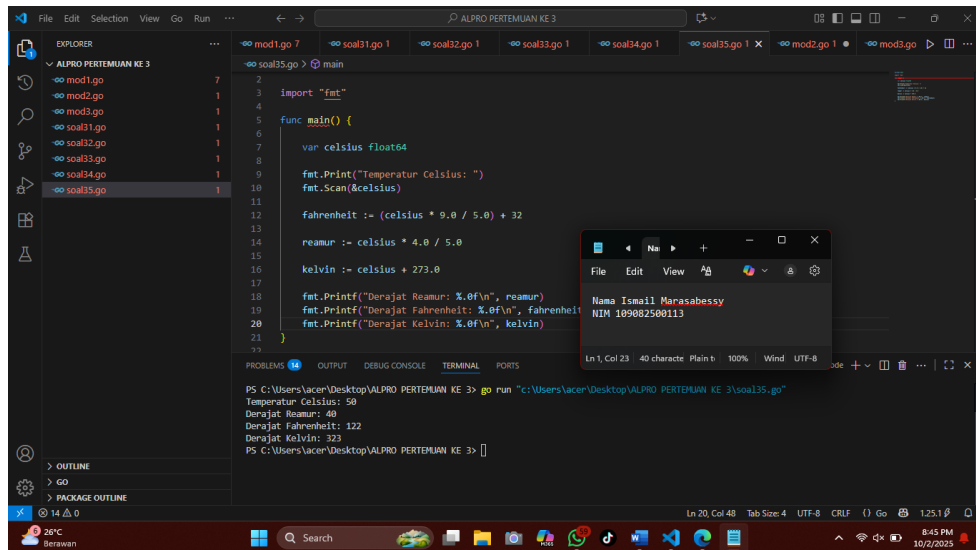 File Edit Selection View Go Run ... ALPRO PERTEMUAN KE 3
EXPLORER
ALPRO PERTEMUAN KE 3
mod1.go 7
mod2.go 1
mod3.go 1
soal31.go 1
soal32.go 1
soal33.go 1
soal34.go 1
soal35.go 1
OUTLINE
GO
PACKAGE OUTLINE
mod1.go 7 soal31.go 1 soal32.go 1 soal33.go 1 soal34.go 1 soal35.go 1 mod2.go 1 mod3.go
soal35.go > main
2
3 import "fmt"
4
5 func main() {
6
7 var celsius float64
8
9 fmt.Print("Temperatur Celsius: ")
10 fmt.Scan(&celsius)
11
12 fahrenheit := (celsius * 9.0 / 5.0) + 32
13
14 reamur := celsius * 4.0 / 5.0
15
16 kelvin := celsius + 273.0
17
18 fmt.Printf("Derajat Reamur: %.0f\n", reamur)
19 fmt.Printf("Derajat Fahrenheit: %.0f\n", fahrenheit
20 fmt.Printf("Derajat Kelvin: %.0f\n", kelvin)
21 }
22
Na
File Edit View
Nama Ismail Marasabessy
NIM 109082500113
Ln 1, Col 23 40 characte Plain t 100% Wind UTF-8
PROBLEMS 14 OUTPUT DEBUG CONSOLE TERMINAL PORTS
PS C:\Users\acer\Desktop\ALPRO PERTEMUAN KE 3> go run "c:\Users\acer\Desktop\ALPRO PERTEMUAN KE 3\soal35.go"
Temperatur Celsius: 50
Derajat Reamur: 40
Derajat Fahrenheit: 122
Derajat Kelvin: 323
PS C:\Users\acer\Desktop\ALPRO PERTEMUAN KE 3>
14 0 Ln 20, Col 48 Tab Size: 4 UTF-8 CRLF {} Go 1.25.1
26°C
Berawan
Search
8:45 PM
10/2/2025